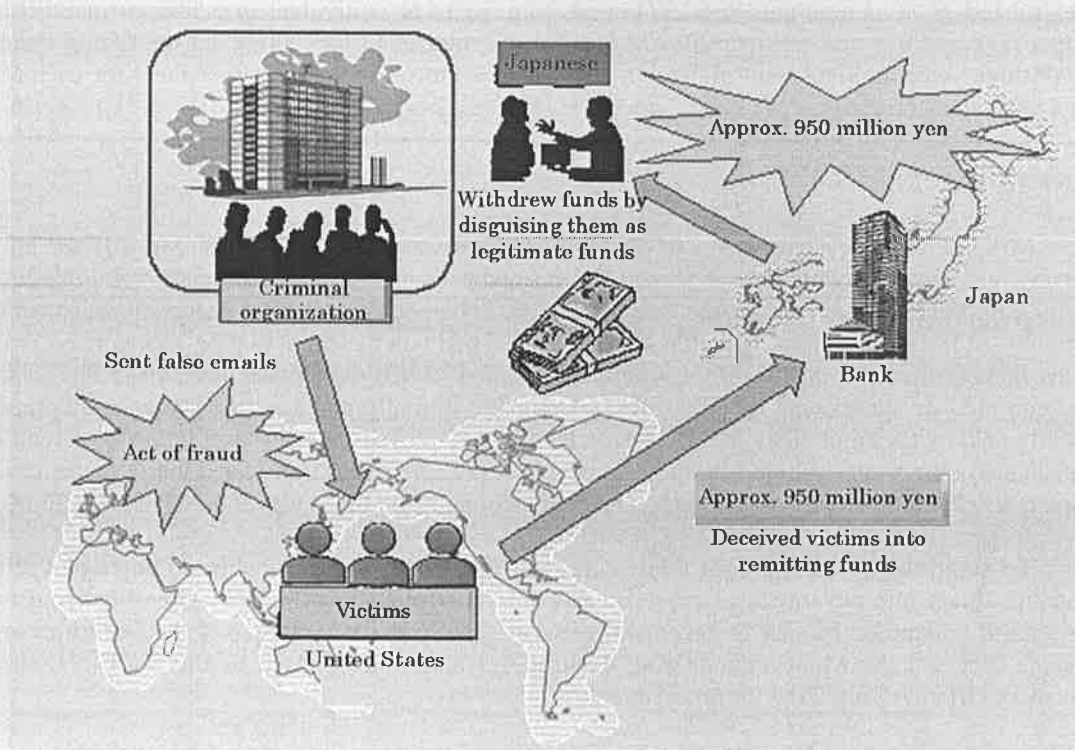 Japanese
Approx. 950 million yen
Withdrew funds by
disguising them as
legitimate funds
Criminal
organization
Japan
Bank
Sent false emails
Act of fraud
Approx. 950 million yen
Deceived victims into
remitting funds
Victims
United States